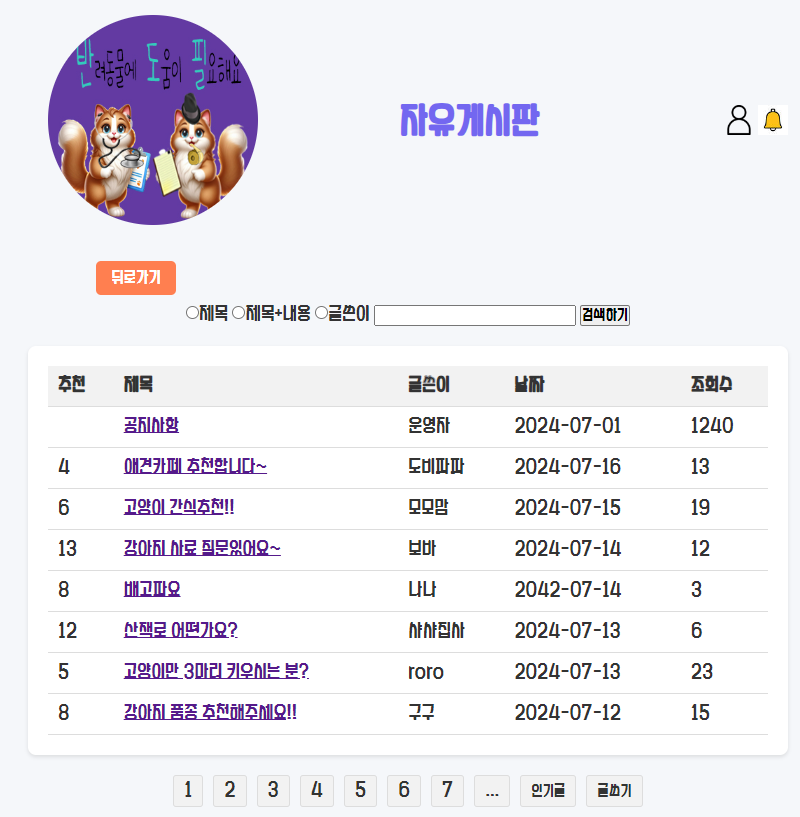 반려동물에 도움이 필요해요
자유게시판
뒤로가기
제목 제목+내용 글쓴이 검색하기
추천 제목 글쓴이 날짜 조회수
공지사항 운영자 2024-07-01 1240
4 애견카페 추천합니다~도비파파 2024-07-16 13
6 고양이 간식추천!! 모모맘 2024-07-15 19
13 강아지 사료 질문있어요~ 보바 2024-07-14 12
8 배고파요 나나 2042-07-14 3
12 산책로 어떤가요? 샤샤집사 2024-07-13 6
5 고양이만 3마리 키우시는 분? roro 2024-07-13 23
8 강아지 품종 추천해주세요!! 구구 2024-07-12 15
1 2 3 4 5 6 7 ... 인기글 글쓰기